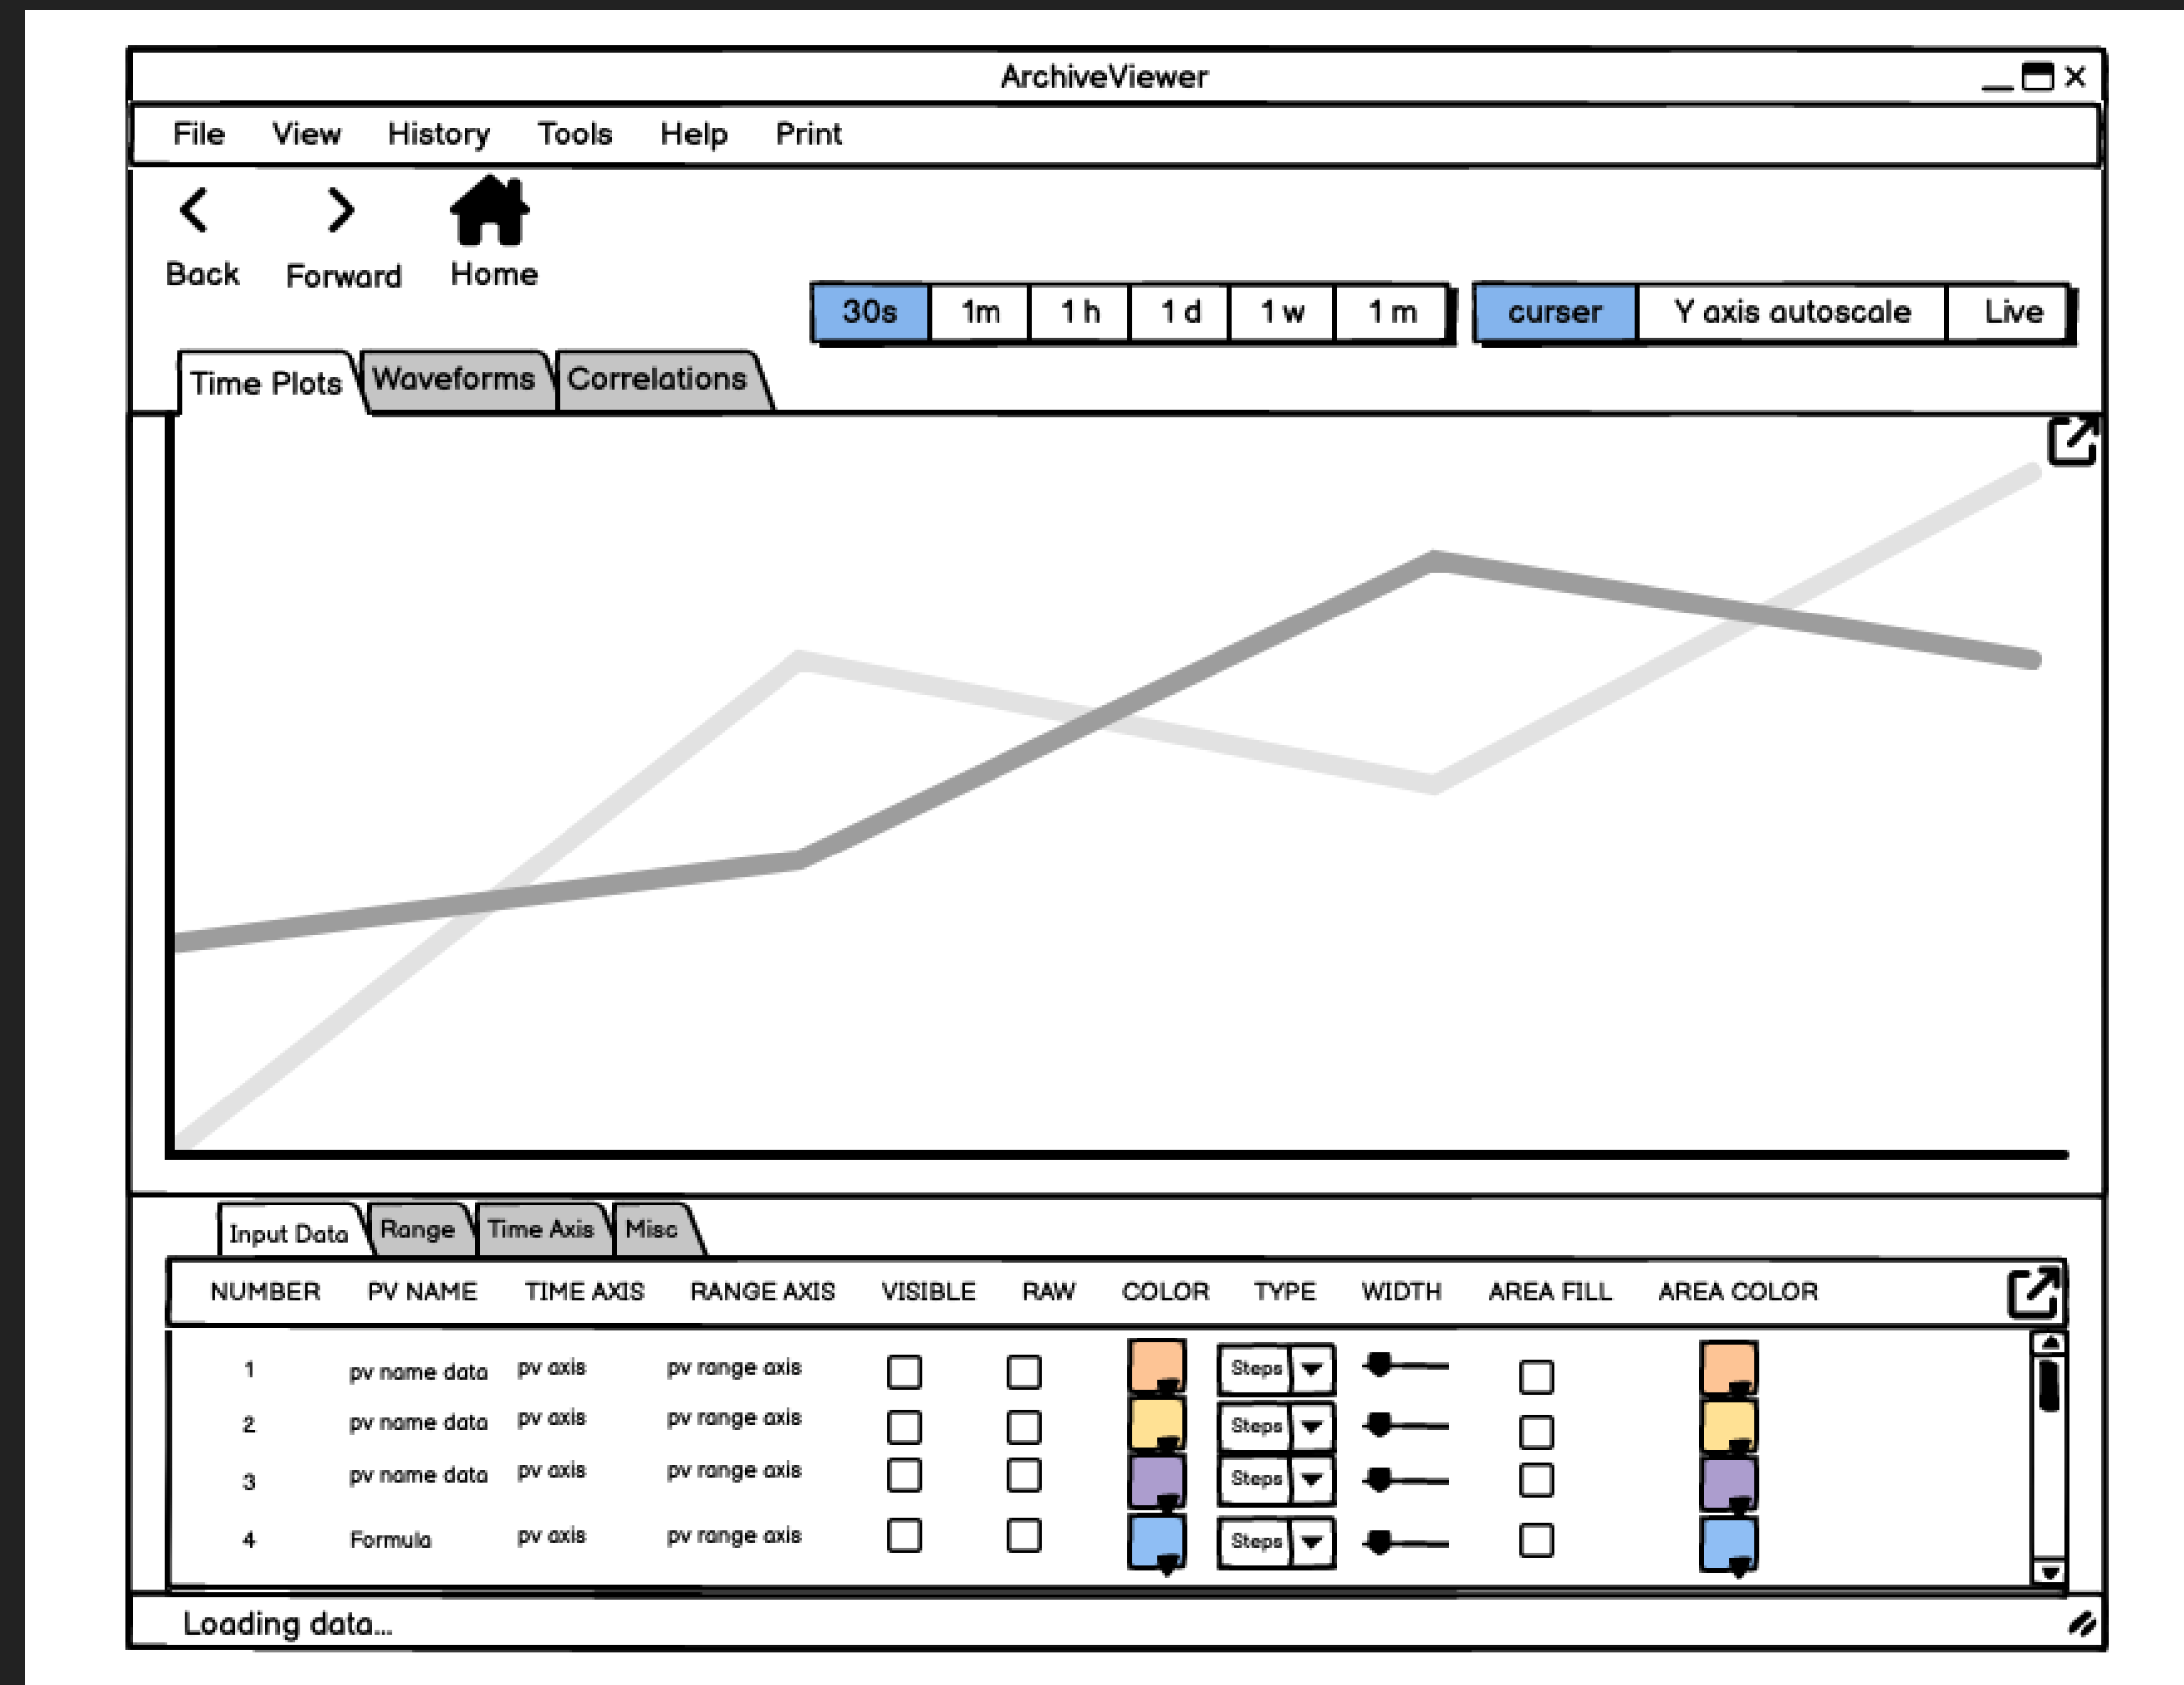 ArchiveViewer
File View History Tools Help Print
Back Forward Home
30s 1m 1 h 1 d 1 w 1 m curser Y axis autoscale Live
Time Plots Waveforms Correlations
Input Data Range Time Axis Misc
NUMBER PV NAME TIME AXIS RANGE AXIS VISIBLE RAW COLOR TYPE WIDTH AREA FILL AREA COLOR
1 pv name data pv axis pv range axis Steps
2 pv name data pv axis pv range axis Steps
3 pv name data pv axis pv range axis Steps
4 Formula pv axis pv range axis Steps
Loading data...